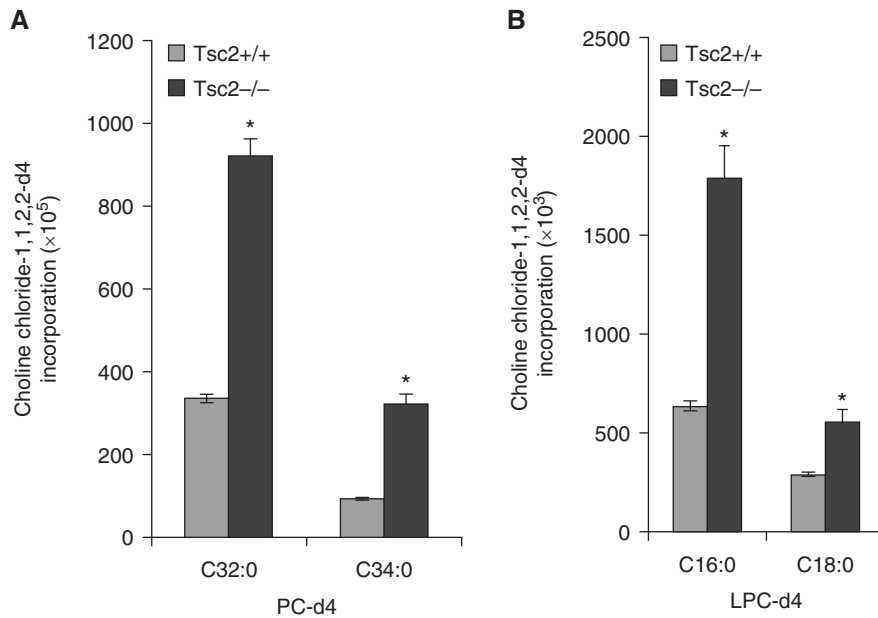 A
Choline chloride-1,1,2,2-d4
incorporation (×10⁵)
1200
1000
800
600
400
200
0
Tsc2+/+
Tsc2–/–
*
*
C32:0 C34:0
PC-d4
B
Choline chloride-1,1,2,2-d4
incorporation (×10³)
2500
2000
1500
1000
500
0
Tsc2+/+
Tsc2–/–
*
*
C16:0 C18:0
LPC-d4